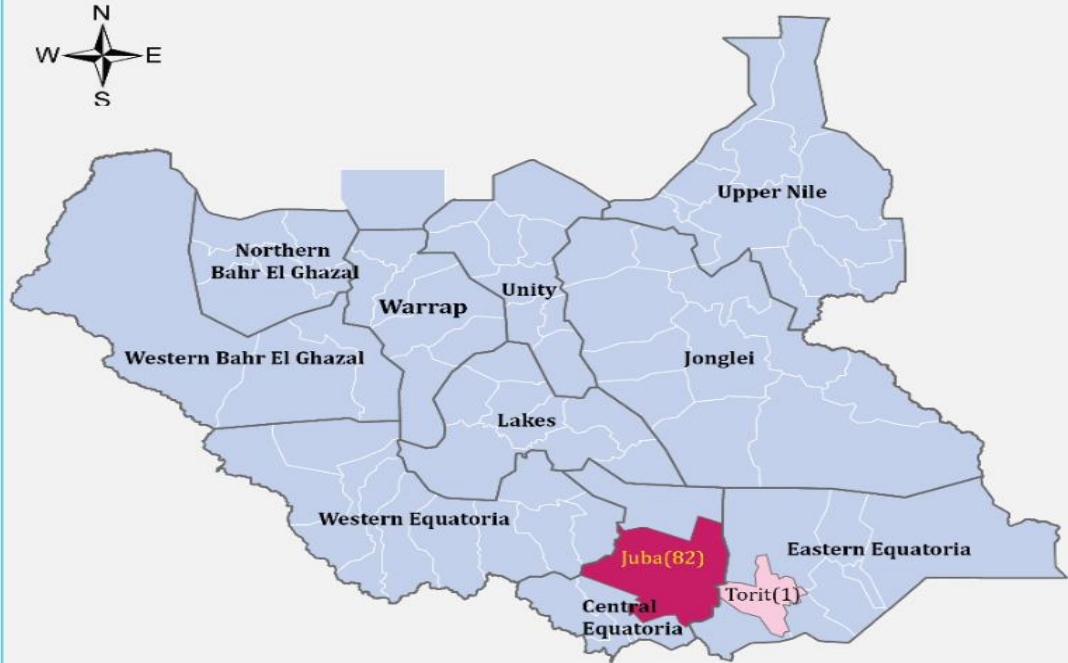 N
W E
S
Upper Nile
Northern
Bahr El Ghazal
Unity
Warrap
Western Bahr El Ghazal
Jonglei
Lakes
Western Equatoria
Eastern Equatoria
Juba(82)
Torit(1)
Central
Equatoria